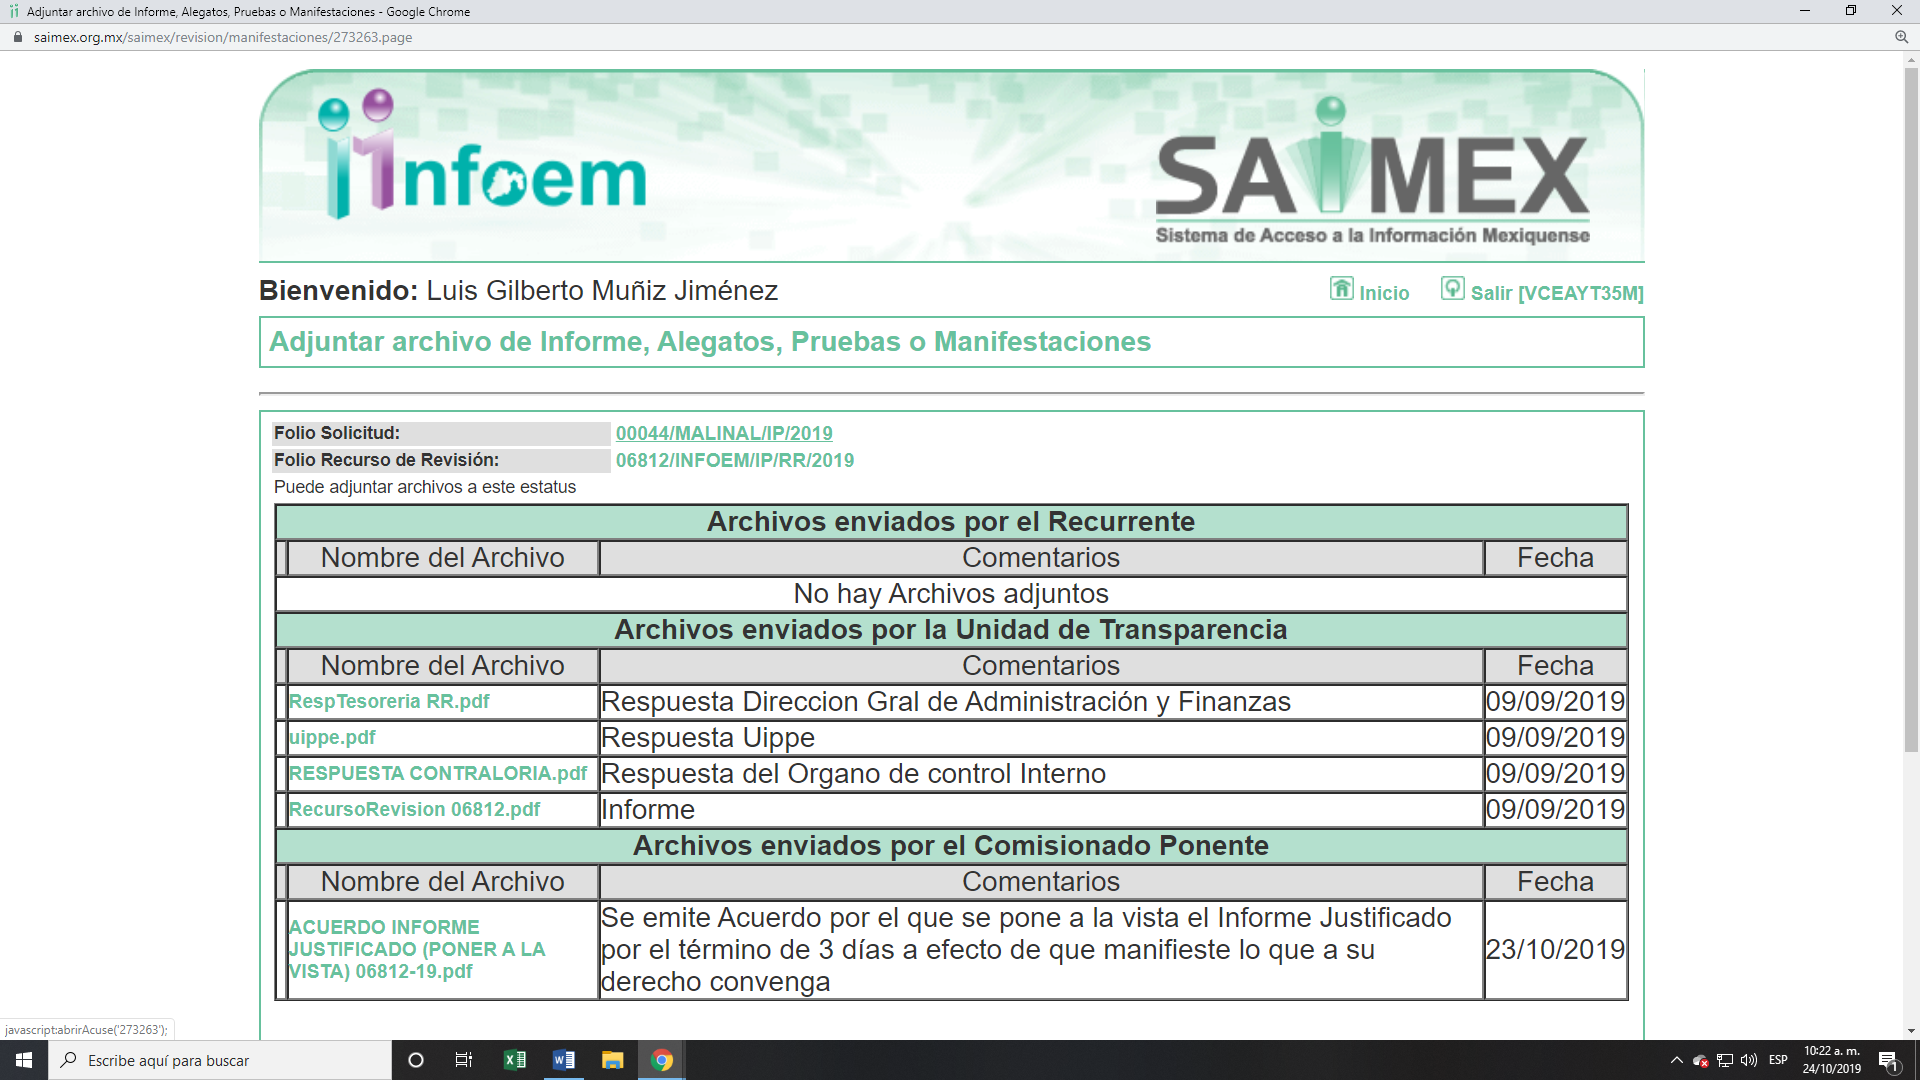 Adjuntar archivo de Informe, Alegatos, Pruebas o Manifestaciones - Google Chrome
saimex.org.mx/saimex/revision/manifestaciones/273263.page
infoem
SAIMEX
Sistema de Acceso a la Información Mexiquense
Bienvenido: Luis Gilberto Muñiz Jiménez
Inicio
Salir [VCEAYT35M]
Adjuntar archivo de Informe, Alegatos, Pruebas o Manifestaciones
Folio Solicitud: 00044/MALINAL/IP/2019
Folio Recurso de Revisión: 06812/INFOEM/IP/RR/2019
Puede adjuntar archivos a este estatus
Archivos enviados por el Recurrente
Nombre del Archivo Comentarios Fecha
No hay Archivos adjuntos
Archivos enviados por la Unidad de Transparencia
Nombre del Archivo Comentarios Fecha
RespTesoreria RR.pdf Respuesta Direccion Gral de Administración y Finanzas 09/09/2019
uippe.pdf Respuesta Uippe 09/09/2019
RESPUESTA CONTRALORIA.pdf Respuesta del Organo de control Interno 09/09/2019
RecursoRevision 06812.pdf Informe 09/09/2019
Archivos enviados por el Comisionado Ponente
Nombre del Archivo Comentarios Fecha
ACUERDO INFORME
JUSTIFICADO (PONER A LA
VISTA) 06812-19.pdf
Se emite Acuerdo por el que se pone a la vista el Informe Justificado
por el término de 3 días a efecto de que manifieste lo que a su
derecho convenga
23/10/2019
javascript:abrirAcuse('273263');
Escribe aquí para buscar
ESP
10:22 a. m.
24/10/2019
1